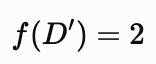 f(D′) = 2